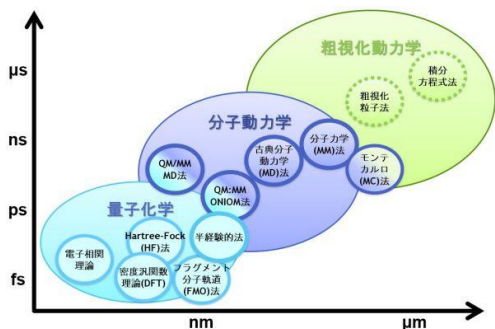 粗視化動力学
μs
積分
方程式法
粗視化
粒子法
分子動力学
ns
古典分子
動力学
(MD)法
分子力学
(MM)法
モンテ
カルロ
(MC)法
QM/MM
MD法
QM:MM
ONIOM法
ps
量子化学
Hartree-Fock
(HF)法
半経験的法
電子相関
理論
密度汎関数
理論(DFT)
フラグメント
分子軌道
(FMO)法
fs
nm
μm